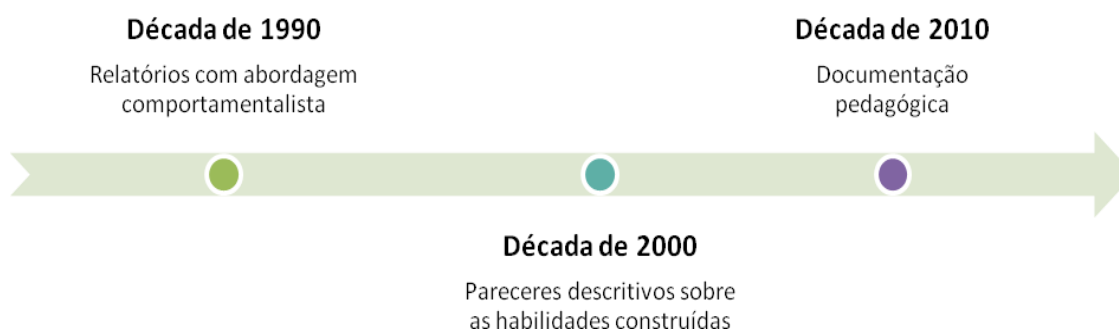 Década de 1990
Relatórios com abordagem
comportamentalista
Década de 2000
Pareceres descritivos sobre
as habilidades construídas
Década de 2010
Documentação
pedagógica